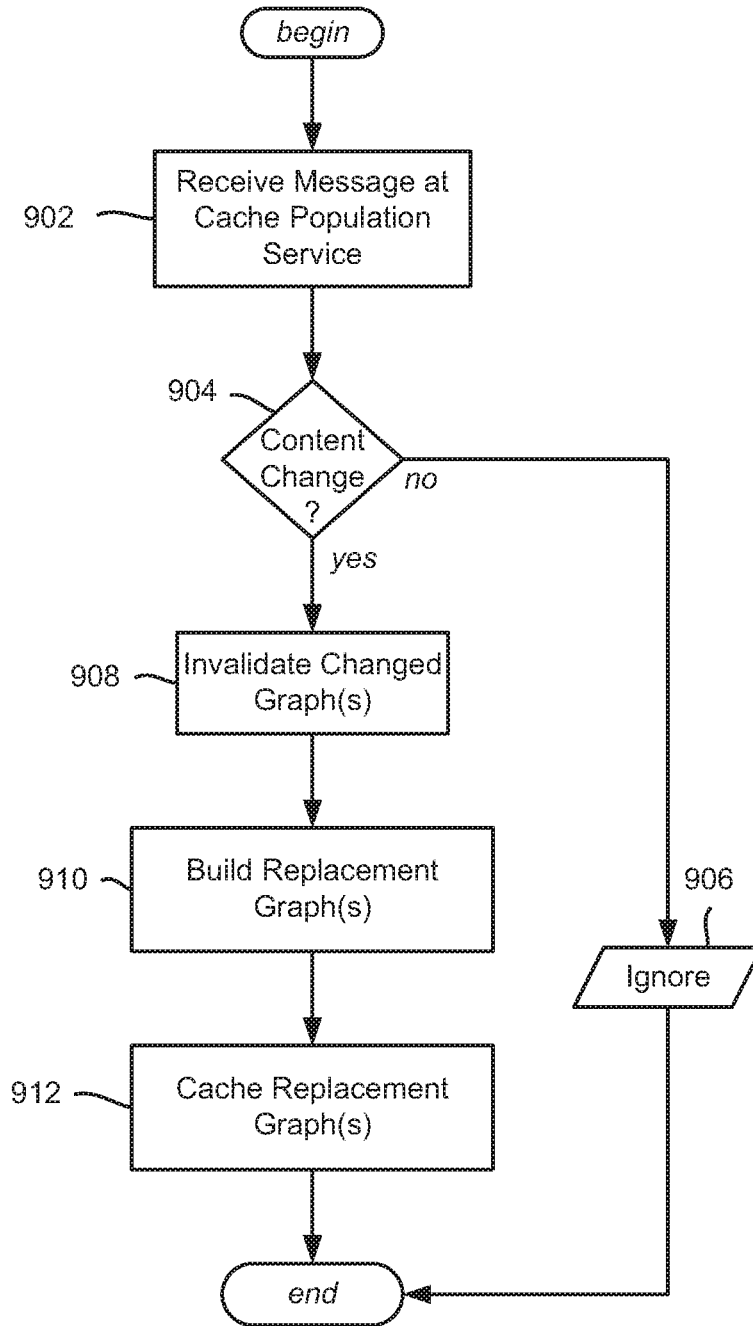 begin
902
Receive Message at
Cache Population
Service
904
Content
Change
?
no
yes
908
Invalidate Changed
Graph(s)
910
Build Replacement
Graph(s)
906
Ignore
912
Cache Replacement
Graph(s)
end